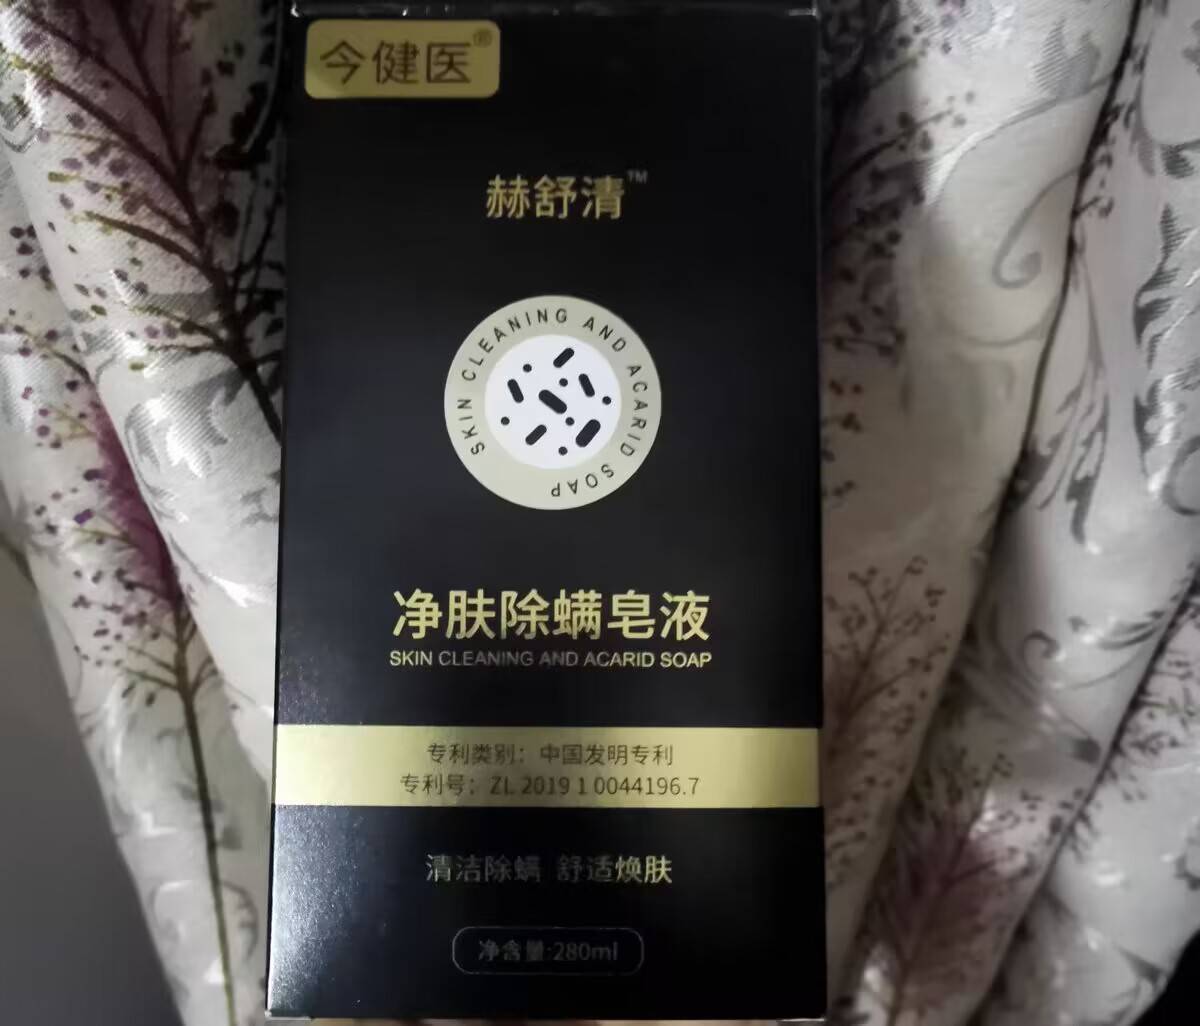 今健医®
赫舒清™
SKIN CLEANING AND ACARID SOAP
净肤除螨皂液
SKIN CLEANING AND ACARID SOAP
专利类别：中国发明专利
专利号：ZL 2019 1 0044196.7
清洁除螨 舒适焕肤
净含量:280ml